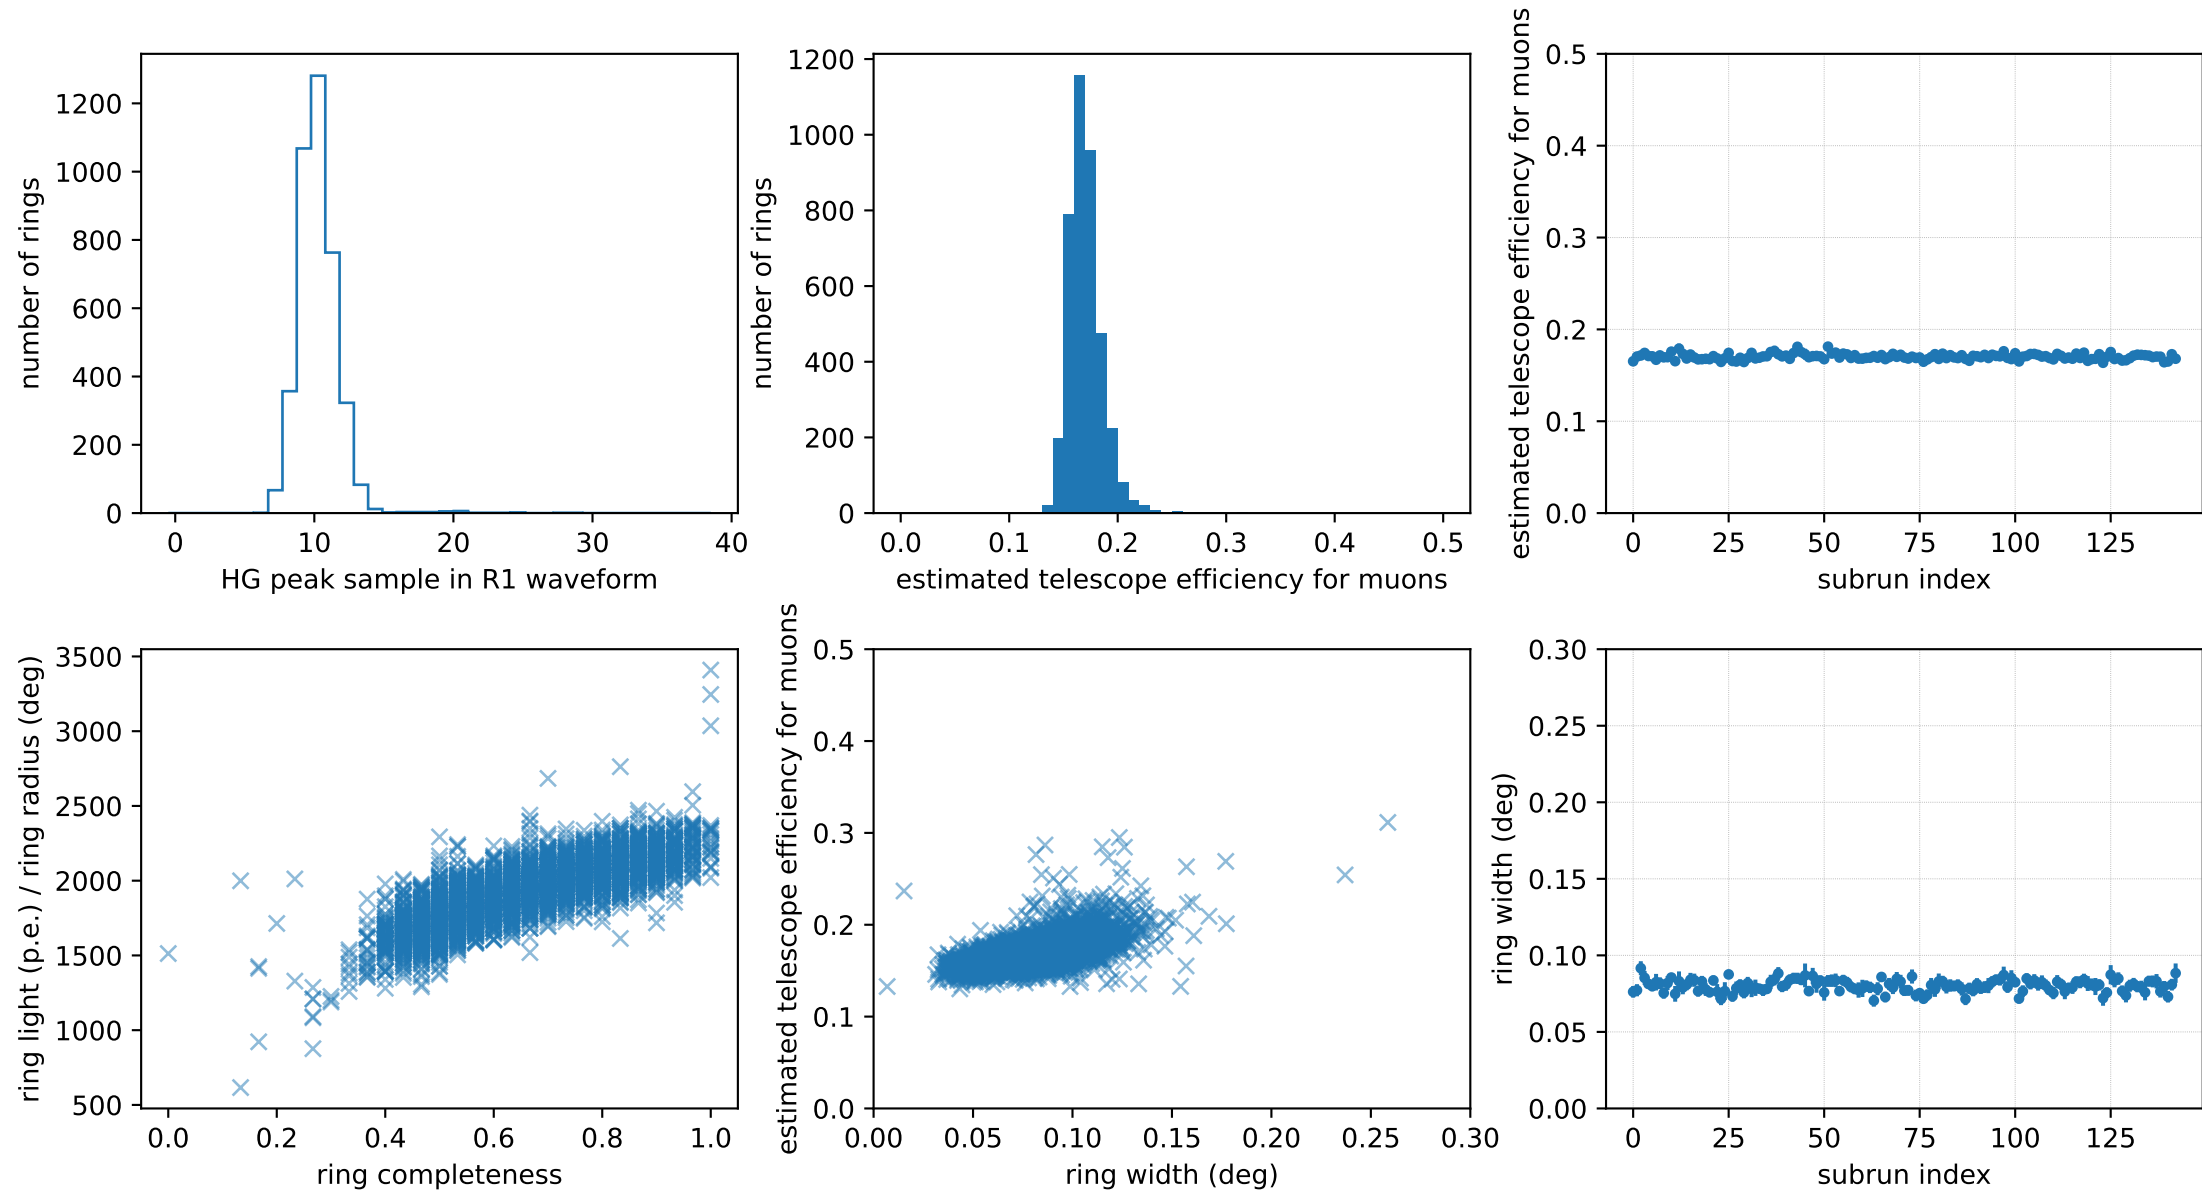 number of rings
1200
1000
800
600
400
200
0
0 10 20 30 40
HG peak sample in R1 waveform
number of rings
1200
1000
800
600
400
200
0
0.0 0.1 0.2 0.3 0.4 0.5
estimated telescope efficiency for muons
estimated telescope efficiency for muons
0.5
0.4
0.3
0.2
0.1
0.0
0 25 50 75 100 125
subrun index
ring light (p.e.) / ring radius (deg)
3500
3000
2500
2000
1500
1000
500
0.0 0.2 0.4 0.6 0.8 1.0
ring completeness
estimated telescope efficiency for muons
0.5
0.4
0.3
0.2
0.1
0.0
0.00 0.05 0.10 0.15 0.20 0.25 0.30
ring width (deg)
ring width (deg)
0.30
0.25
0.20
0.15
0.10
0.05
0.00
0 25 50 75 100 125
subrun index